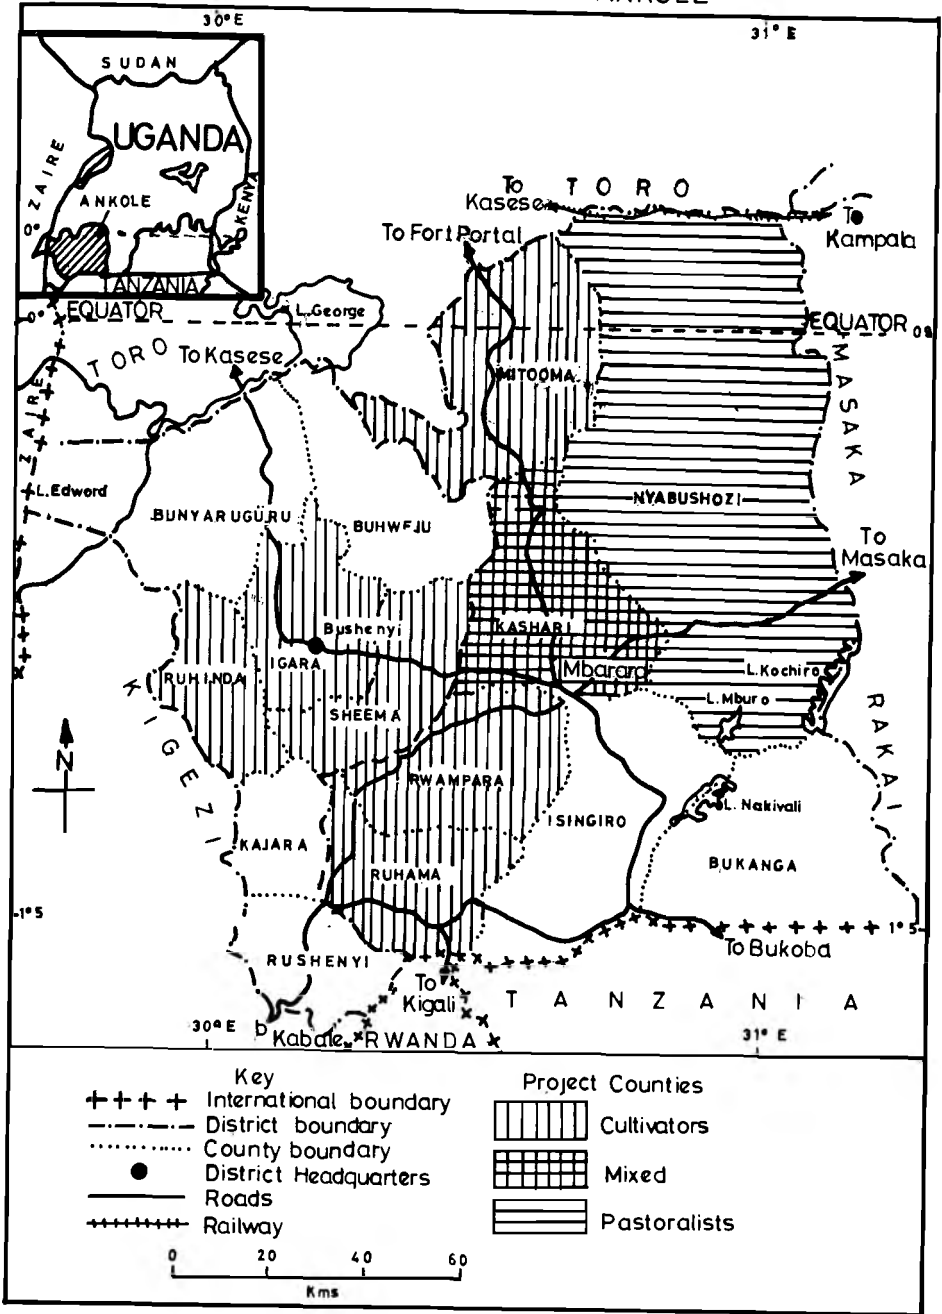 30° E
31° E
SUDAN
UGANDA
ZAIRE
KENYA
ANKOLE
0°
TANZANIA
To Kasese
TORO
To Kampala
To Fort Portal
EQUATOR
0°
L. George
EQUATOR
TORO
To Kasese
MITOOMA
MASAKA
ZAIRE
L. Edword
NYABUSHOZI
BUNYARUGURU
BUHWEJU
To Masaka
KASHARI
Bushenyi
Mbarara
L. Kochiro
RUHINDA
IGARA
L. Mburo
SHEEMA
KIGEZI
RAKAI
N
RWAMPARA
L. Nakivali
ISINGIRO
KAJARA
BUKANGA
RUHAMA
1°5
1°5
To Bukoba
RUSHENYI
To Kigali
TANZANIA
30° E
31° E
Kabale
RWANDA
Key
International boundary
District boundary
County boundary
District Headquarters
Roads
Railway
Project Counties
Cultivators
Mixed
Pastoralists
0 20 40 60
Kms